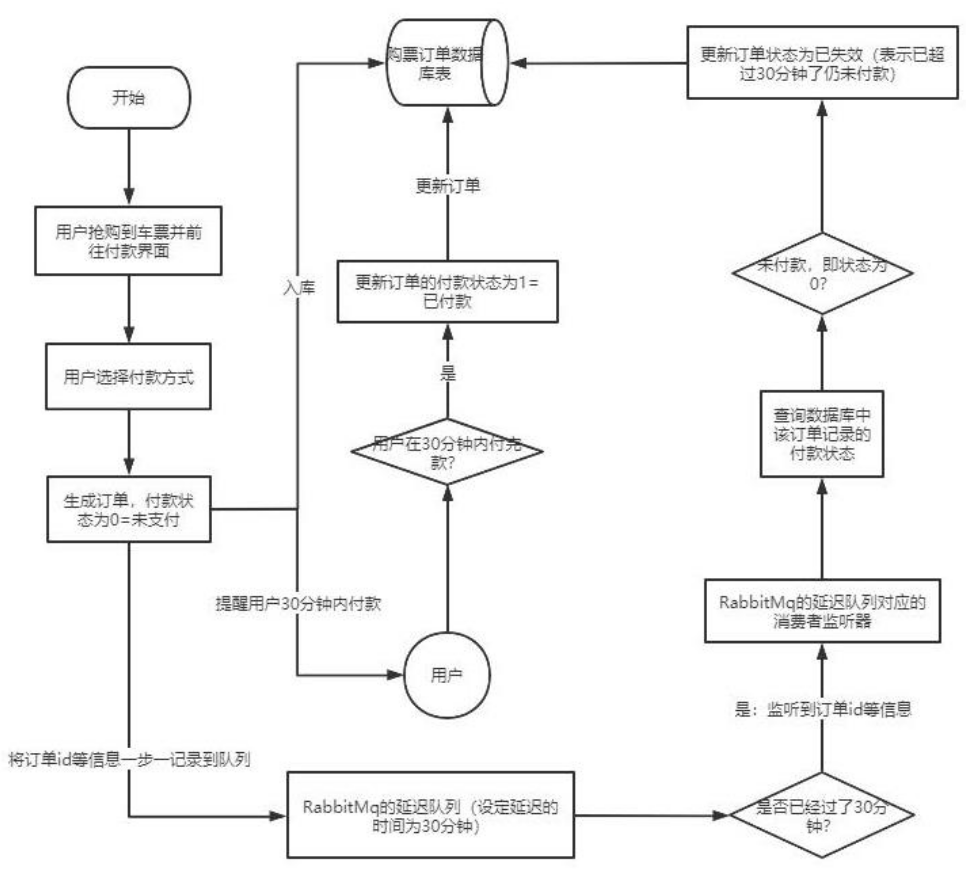 开始
用户抢购到车票并前
往付款界面
用户选择付款方式
生成订单，付款状
态为0=未支付
入库
提醒用户30分钟内付款
将订单id等信息一步一记录到队列
购票订单数据
库表
更新订单
更新订单的付款状态为1=
已付款
是
用户在30分钟内付完
款？
用户
RabbitMq的延迟队列（设定延迟的
时间为30分钟）
更新订单状态为已失效（表示已超
过30分钟了仍未付款）
未付款，即状态为
0？
查询数据库中
该订单记录的
付款状态
RabbitMq的延迟队列对应的
消费者监听器
是：监听到订单id等信息
是否已经过了30分
钟？